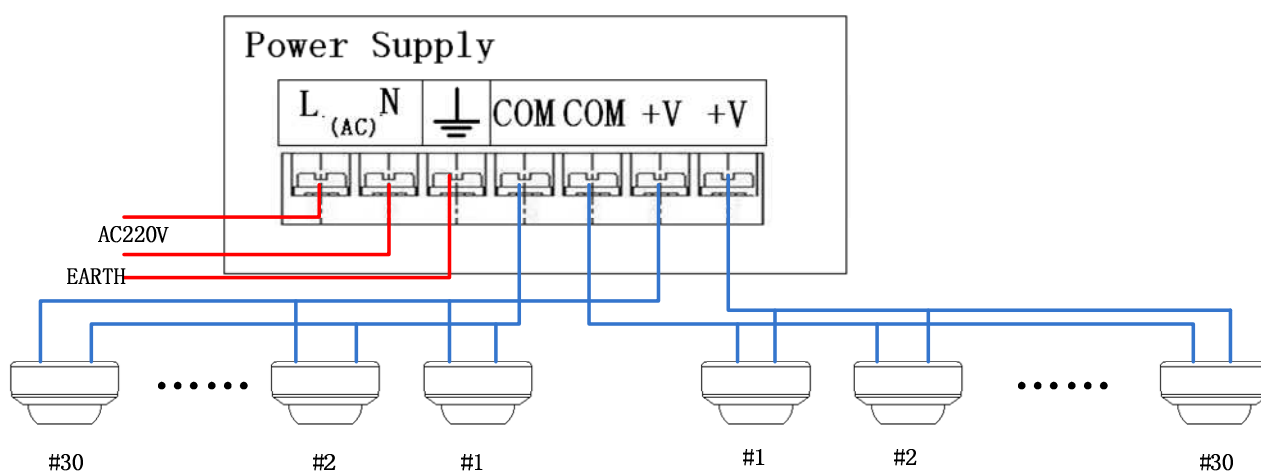 Power Supply
L (AC) N COM COM +V +V
AC220V
EARTH
#30 #2 #1 #1 #2 #30